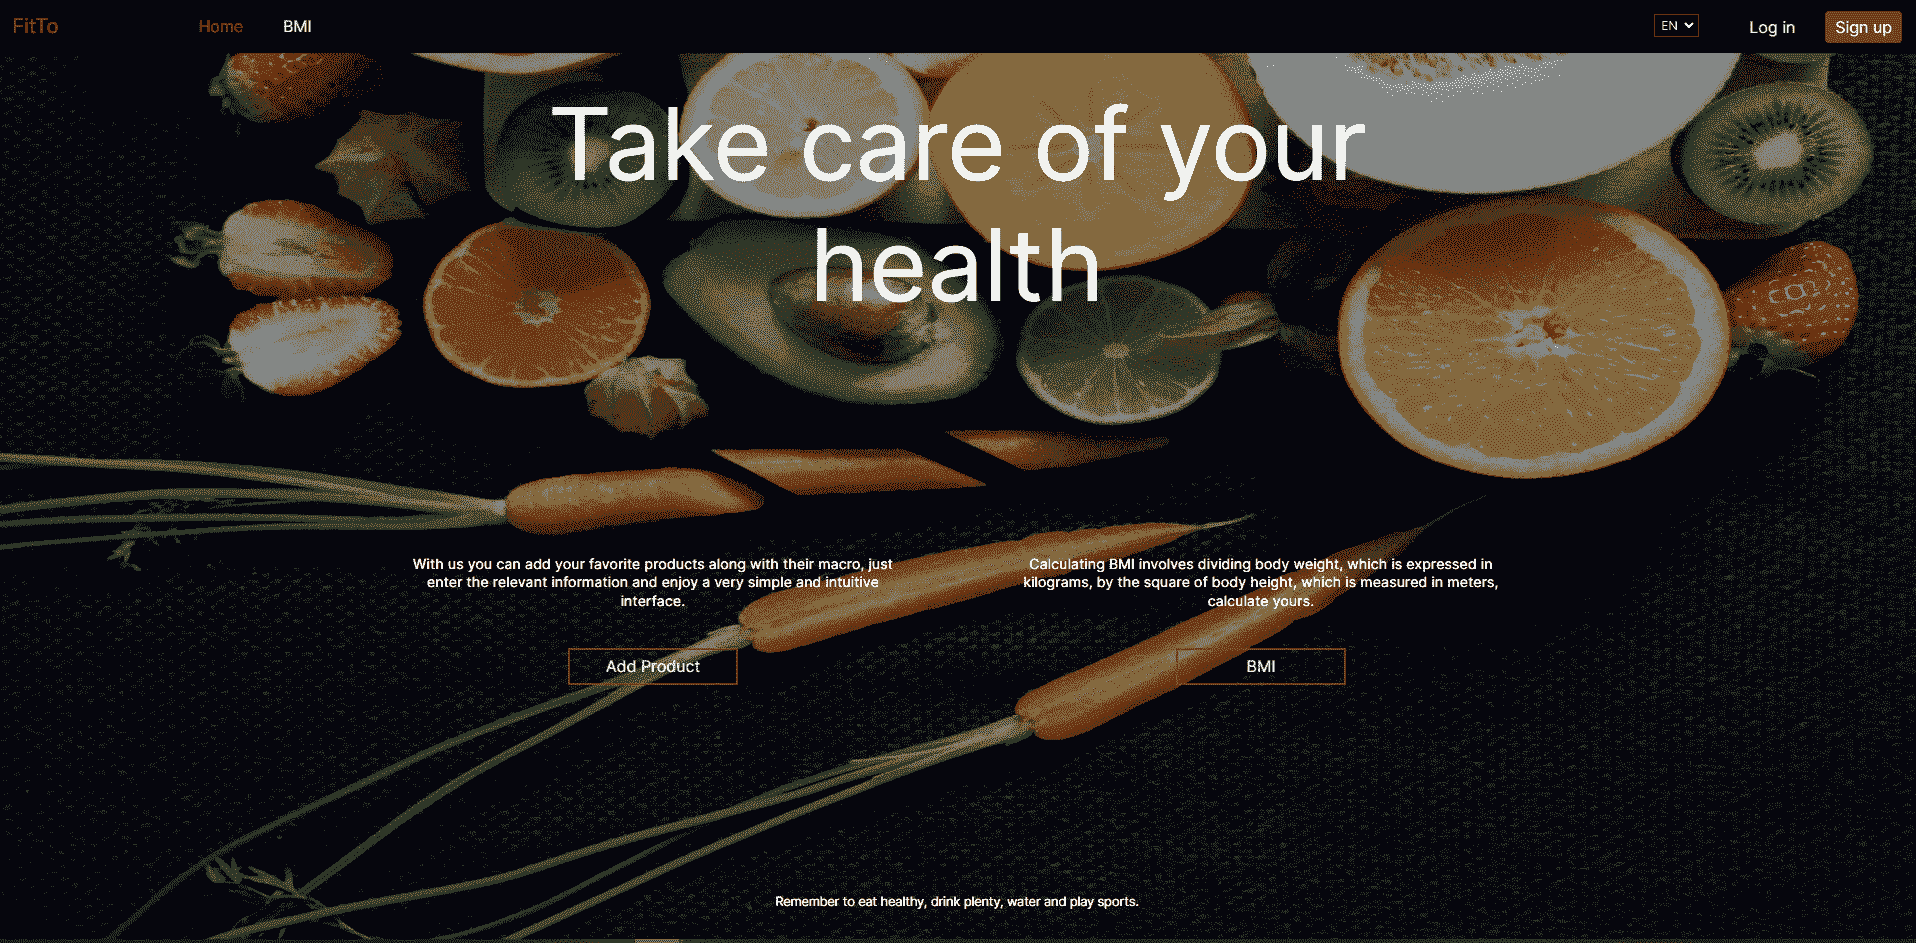 FitTo
Home
BMI
EN
Log in
Sign up
Take care of your
health
With us you can add your favorite products along with their macro, just
enter the relevant information and enjoy a very simple and intuitive
interface.
Add Product
Calculating BMI involves dividing body weight, which is expressed in
kilograms, by the square of body height, which is measured in meters,
calculate yours.
BMI
Remember to eat healthy, drink plenty, water and play sports.